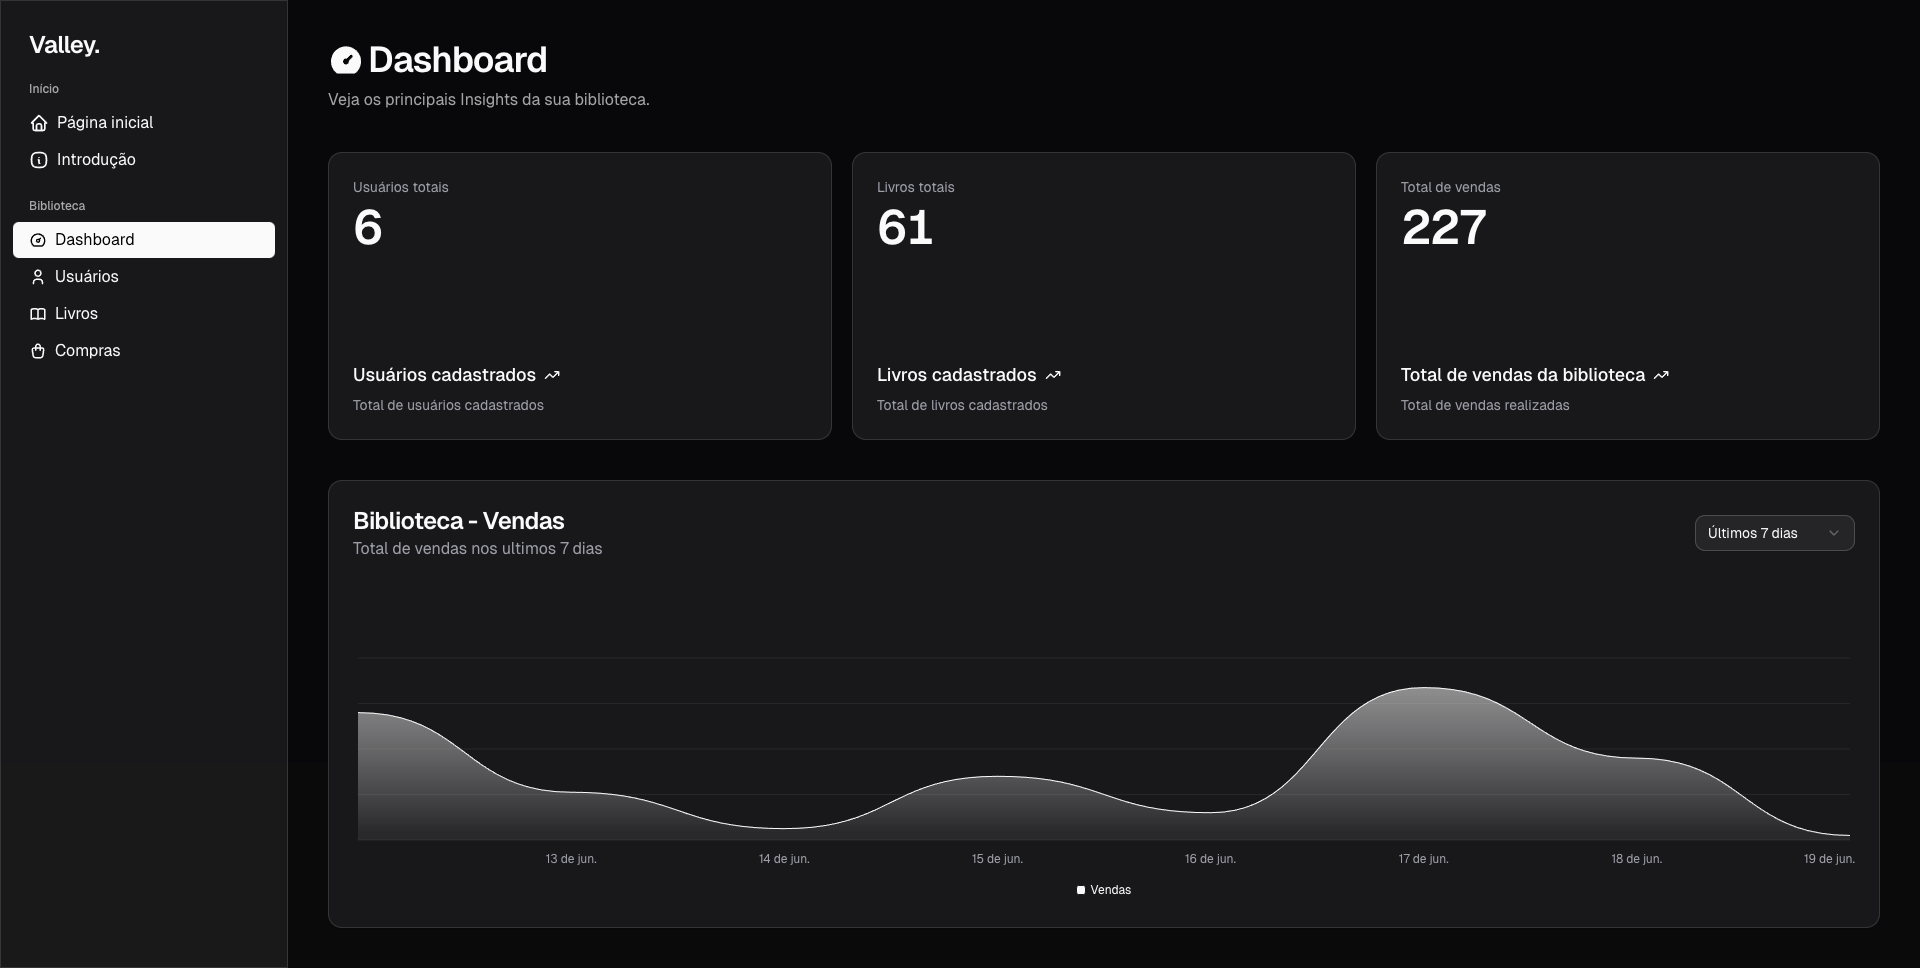 Valley.
Início
Página inicial
Introdução
Biblioteca
Dashboard
Usuários
Livros
Compras
Dashboard
Veja os principais Insights da sua biblioteca.
Usuários totais
6
Usuários cadastrados
Total de usuários cadastrados
Livros totais
61
Livros cadastrados
Total de livros cadastrados
Total de vendas
227
Total de vendas da biblioteca
Total de vendas realizadas
Biblioteca - Vendas
Total de vendas nos ultimos 7 dias
Últimos 7 dias
13 de jun.
14 de jun.
15 de jun.
16 de jun.
17 de jun.
18 de jun.
19 de jun.
Vendas